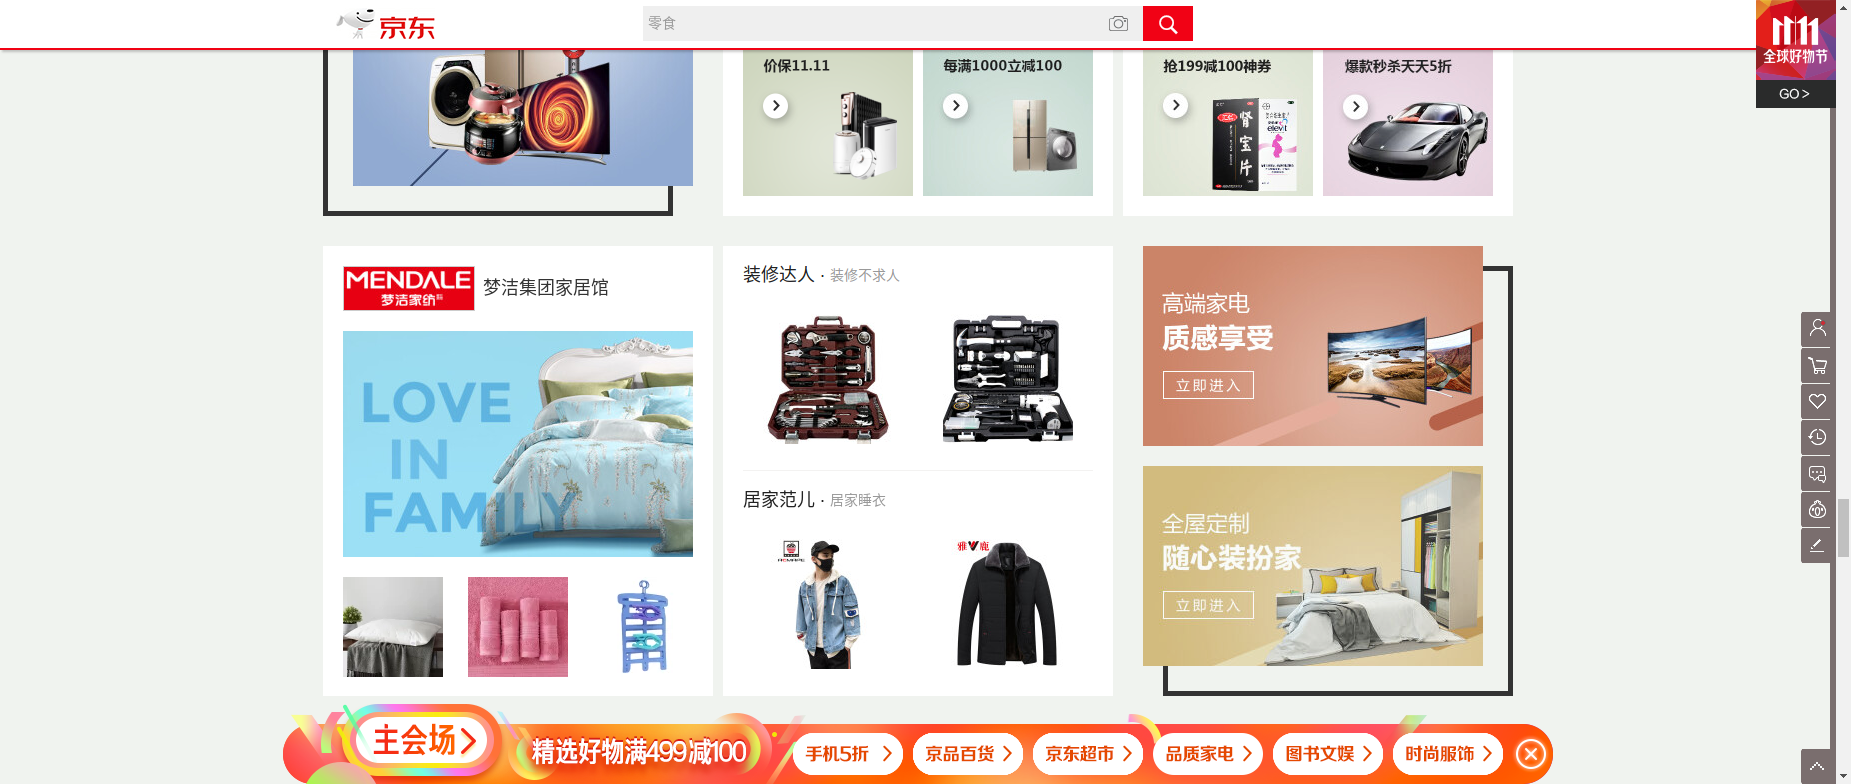 京东
零食
全球好物节
GO >
价保11.11
每满1000立减100
抢199减100神券
爆款秒杀天天5折
肾宝片
elevit
MENDALE
梦洁家纺
梦洁集团家居馆
LOVE
IN
FAMILY
装修达人 · 装修不求人
居家范儿 · 居家睡衣
雅鹿
高端家电
质感享受
立即进入
全屋定制
随心装扮家
立即进入
主会场
精选好物满499减100
手机5折
京品百货
京东超市
品质家电
图书文娱
时尚服饰